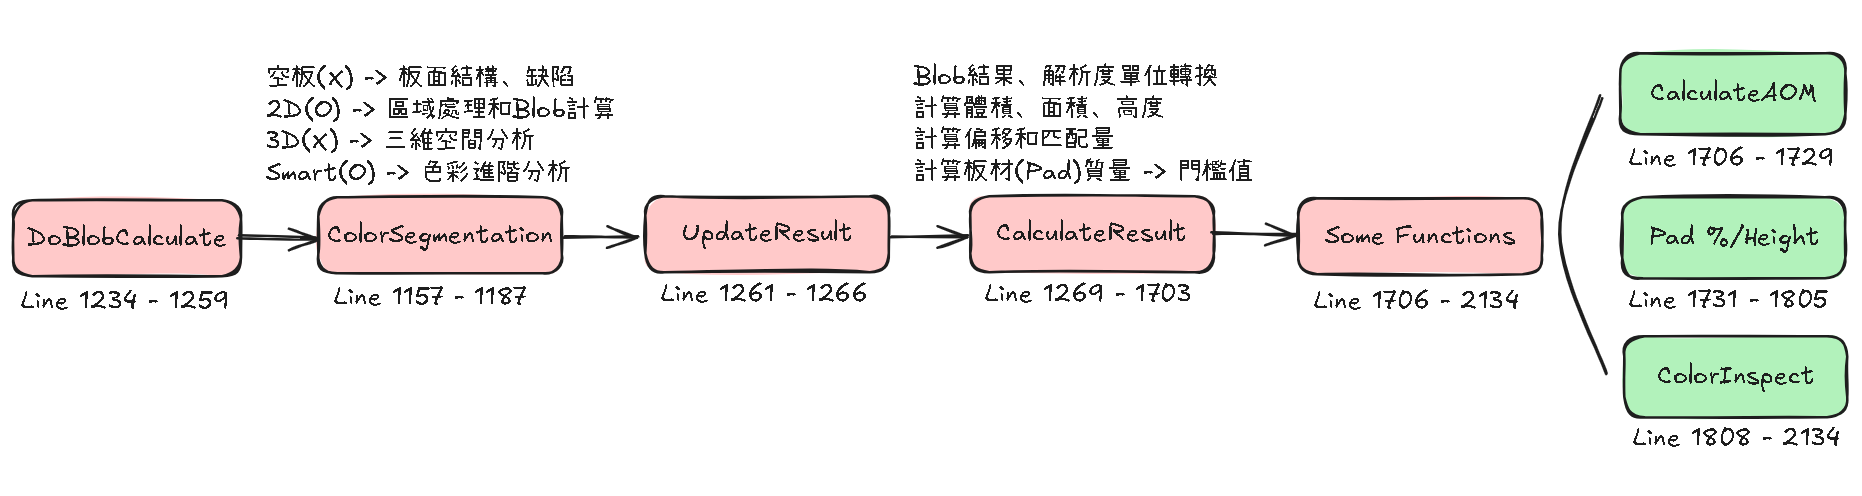 空板(x) -> 板面結構、缺陷
2D(O) -> 區域處理和Blob計算
3D(x) -> 三維空間分析
Smart(O) -> 色彩進階分析
Blob結果、解析度單位轉換
計算體積、面積、高度
計算偏移和匹配量
計算板材(Pad)質量 -> 門檻值
DoBlobCalculate
Line 1234 - 1259
ColorSegmentation
Line 1157 - 1187
UpdateResult
Line 1261 - 1266
CalculateResult
Line 1269 - 1703
Some Functions
Line 1706 - 2134
CalculateAOM
Line 1706 - 1729
Pad %/Height
Line 1731 - 1805
ColorInspect
Line 1808 - 2134